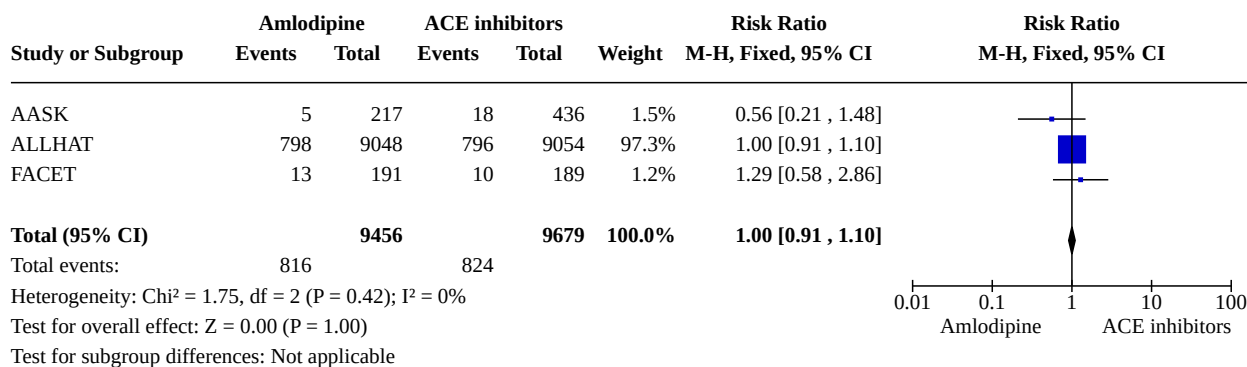 Amlodipine ACE inhibitors Risk Ratio Risk Ratio
Study or Subgroup Events Total Events Total Weight M-H, Fixed, 95% CI M-H, Fixed, 95% CI
AASK 5 217 18 436 1.5% 0.56 [0.21 , 1.48]
ALLHAT 798 9048 796 9054 97.3% 1.00 [0.91 , 1.10]
FACET 13 191 10 189 1.2% 1.29 [0.58 , 2.86]
Total (95% CI) 9456 9679 100.0% 1.00 [0.91 , 1.10]
Total events: 816 824
Heterogeneity: Chi² = 1.75, df = 2 (P = 0.42); I² = 0%
0.01 0.1 1 10 100
Test for overall effect: Z = 0.00 (P = 1.00)
Amlodipine ACE inhibitors
Test for subgroup differences: Not applicable